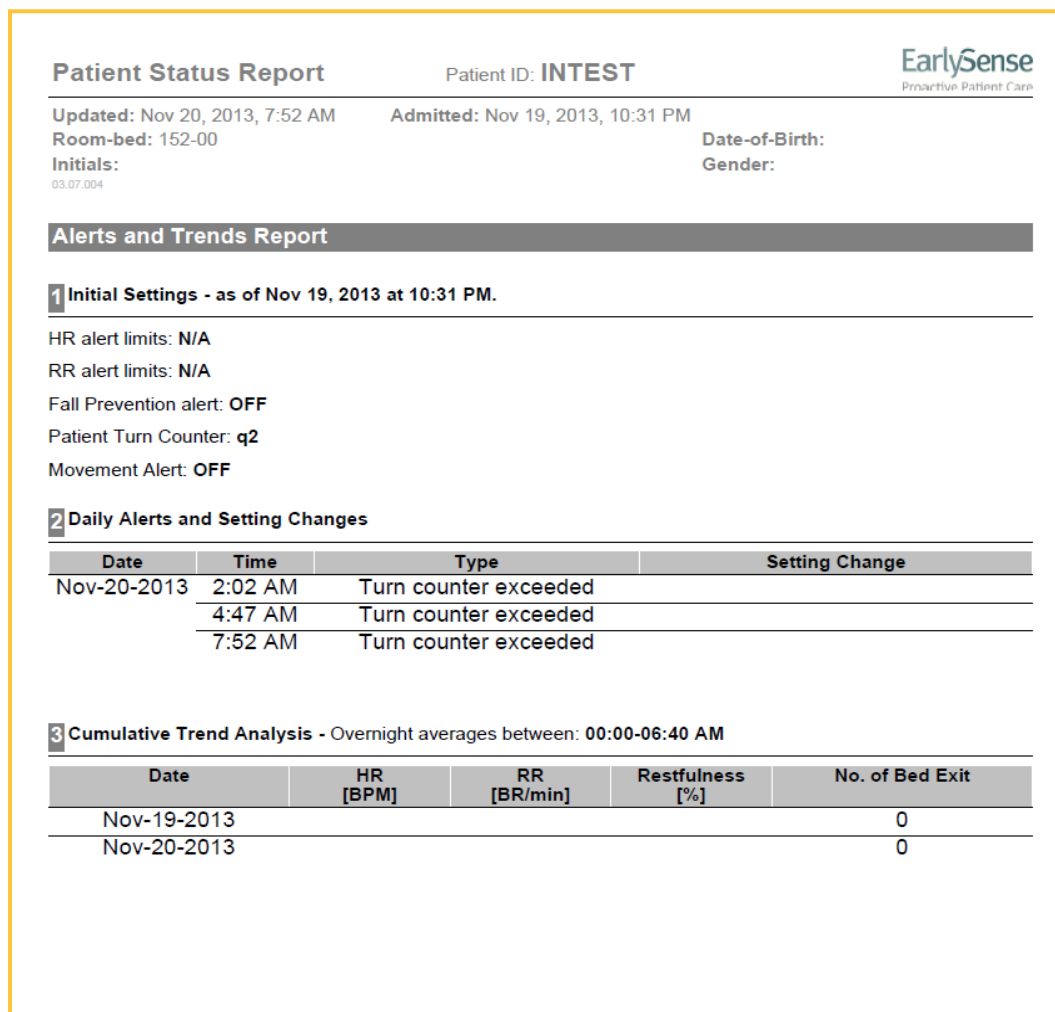 Patient Status Report Patient ID: INTEST EarlySense
Proactive Patient Care
Updated: Nov 20, 2013, 7:52 AM Admitted: Nov 19, 2013, 10:31 PM
Room-bed: 152-00 Date-of-Birth:
Initials: Gender:
03.07.004
Alerts and Trends Report
1 Initial Settings - as of Nov 19, 2013 at 10:31 PM.
HR alert limits: N/A
RR alert limits: N/A
Fall Prevention alert: OFF
Patient Turn Counter: q2
Movement Alert: OFF
2 Daily Alerts and Setting Changes
Date Time Type Setting Change
Nov-20-2013 2:02 AM Turn counter exceeded
4:47 AM Turn counter exceeded
7:52 AM Turn counter exceeded
3 Cumulative Trend Analysis - Overnight averages between: 00:00-06:40 AM
Date HR RR Restfulness No. of Bed Exit
[BPM] [BR/min] [%]
Nov-19-2013 0
Nov-20-2013 0